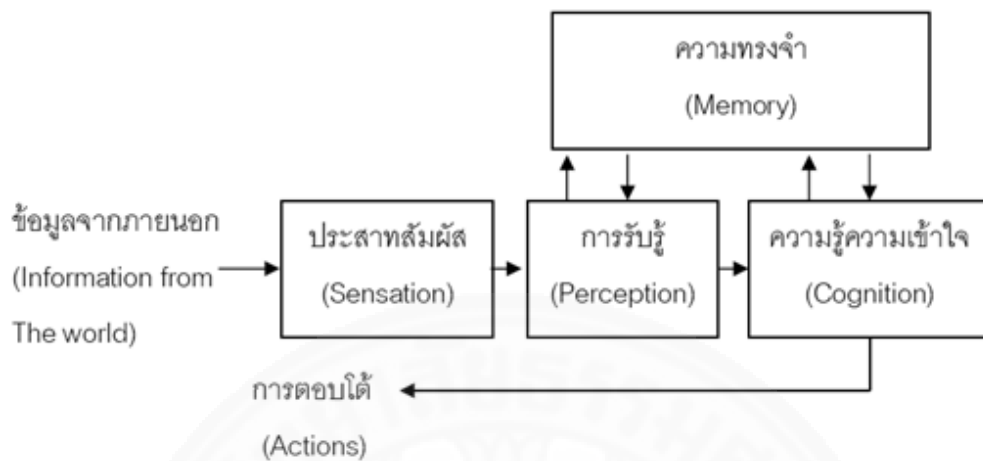 ความทรงจำ
(Memory)
ข้อมูลจากภายนอก
(Information from
The world)
ประสาทสัมผัส
(Sensation)
การรับรู้
(Perception)
ความรู้ความเข้าใจ
(Cognition)
การตอบโต้
(Actions)